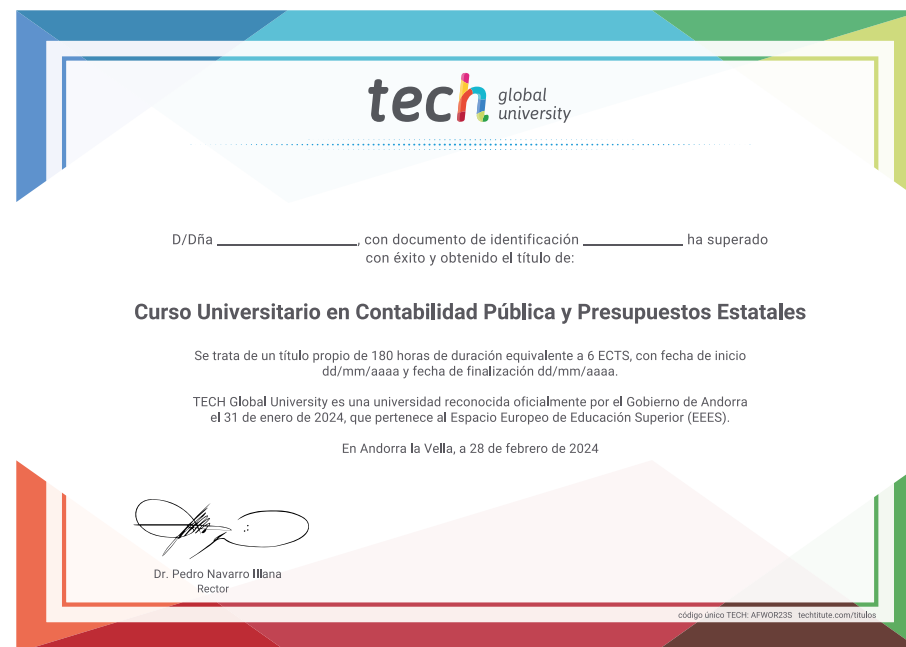 tech global university
D/Dña ____________________, con documento de identificación ______________ ha superado
con éxito y obtenido el título de:
Curso Universitario en Contabilidad Pública y Presupuestos Estatales
Se trata de un título propio de 180 horas de duración equivalente a 6 ECTS, con fecha de inicio
dd/mm/aaaa y fecha de finalización dd/mm/aaaa.
TECH Global University es una universidad reconocida oficialmente por el Gobierno de Andorra
el 31 de enero de 2024, que pertenece al Espacio Europeo de Educación Superior (EEES).
En Andorra la Vella, a 28 de febrero de 2024
Dr. Pedro Navarro Illana
Rector
código único TECH: AFWOR23S techtitute.com/titulos